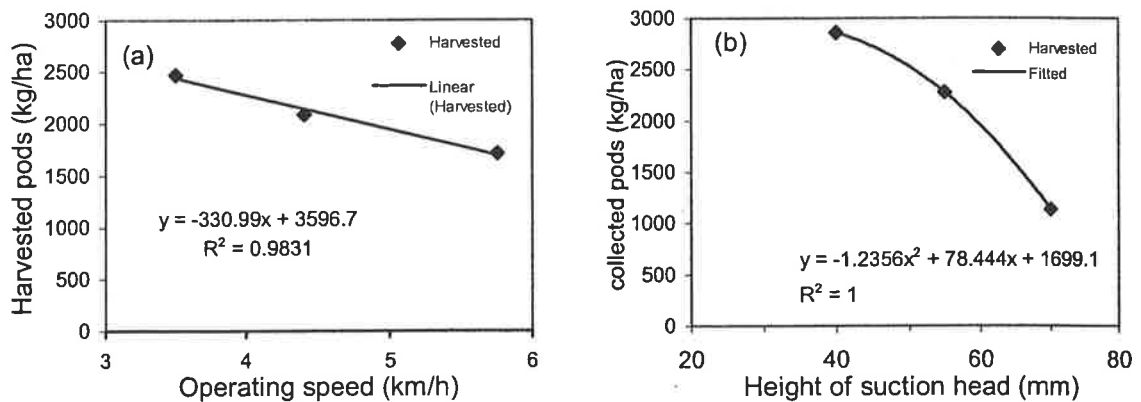 (a)
Harvested pods (kg/ha)
3000
2500
2000
1500
1000
500
0
Harvested
Linear
(Harvested)
y = -330.99x + 3596.7
R² = 0.9831
3 4 5 6
Operating speed (km/h)
(b)
collected pods (kg/ha)
3000
2500
2000
1500
1000
500
0
Harvested
Fitted
y = -1.2356x² + 78.444x + 1699.1
R² = 1
20 40 60 80
Height of suction head (mm)